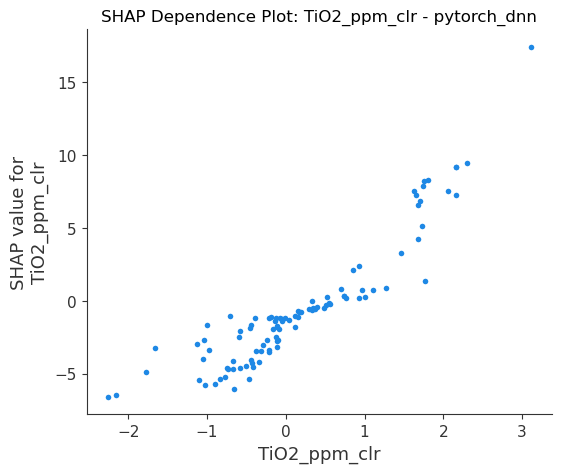 SHAP Dependence Plot: TiO2_ppm_clr - pytorch_dnn
15
10
5
0
−5
SHAP value for
TiO2_ppm_clr
−2
−1
0
1
2
3
TiO2_ppm_clr